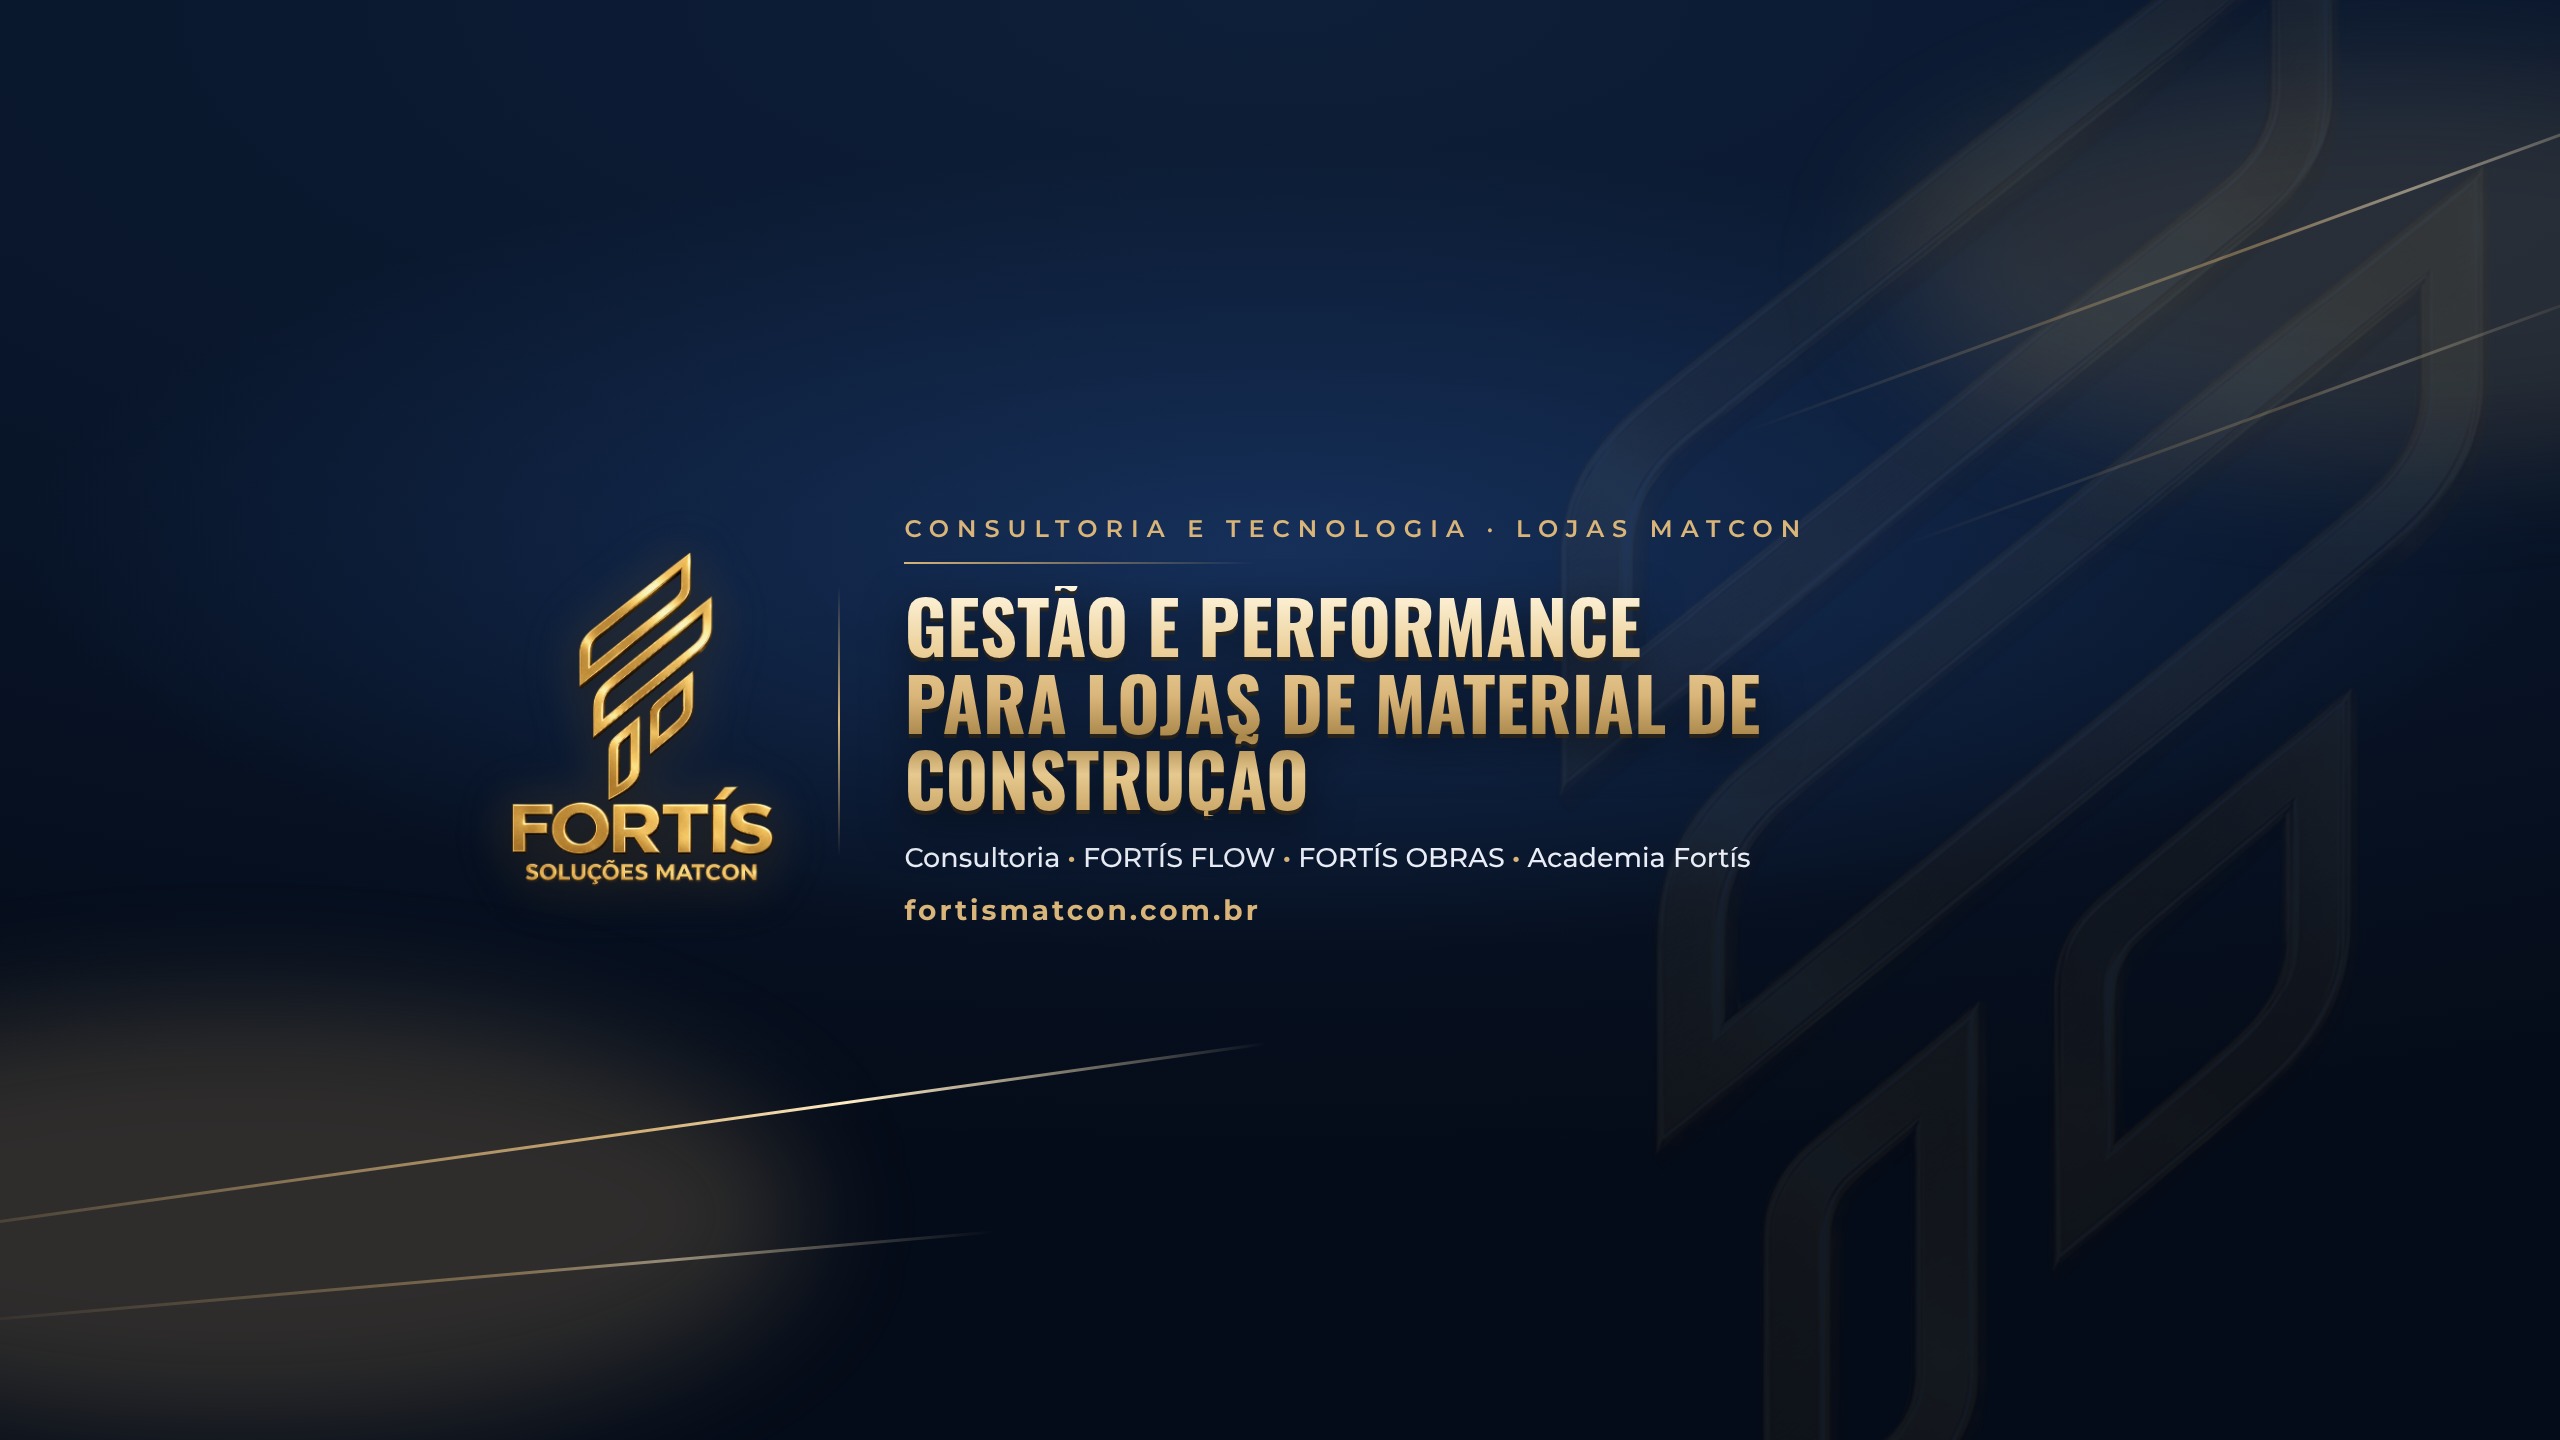 CONSULTORIA E TECNOLOGIA · LOJAS MATCON
GESTÃO E PERFORMANCE
PARA LOJAS DE MATERIAL DE
CONSTRUÇÃO
Consultoria • FORTÍS FLOW • FORTÍS OBRAS • Academia Fortís
fortismatcon.com.br
FORTÍS
SOLUÇÕES MATCON